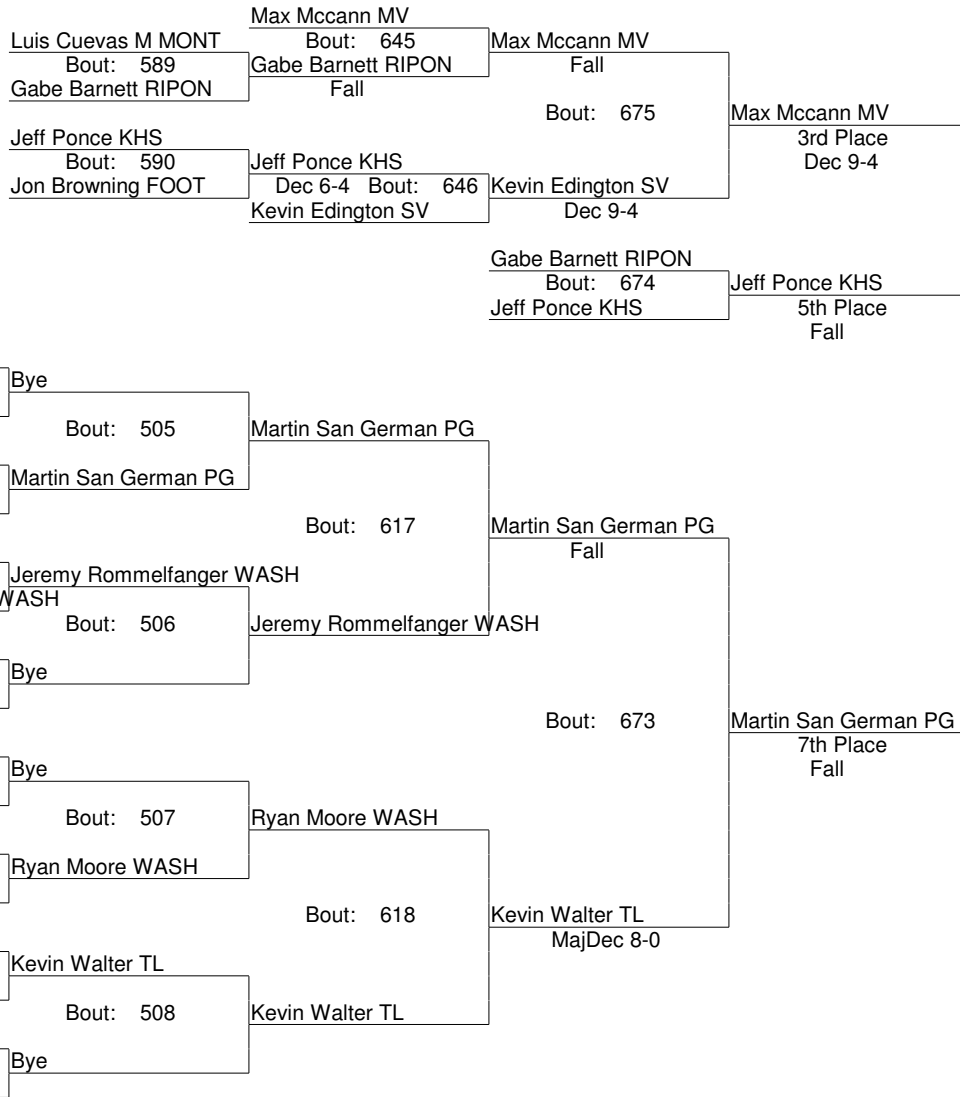 Max Mccann MV
Luis Cuevas M MONT
Bout: 645
Max Mccann MV
Bout: 589
Gabe Barnett RIPON
Fall
Gabe Barnett RIPON
Fall
Bout: 675
Max Mccann MV
Jeff Ponce KHS
3rd Place
Bout: 590
Jeff Ponce KHS
Dec 9-4
Jon Browning FOOT
Dec 6-4 Bout: 646
Kevin Edington SV
Kevin Edington SV
Dec 9-4
Gabe Barnett RIPON
Bout: 674
Jeff Ponce KHS
Jeff Ponce KHS
5th Place
Fall
Bye
Bout: 505
Martin San German PG
Martin San German PG
Bout: 617
Martin San German PG
Fall
Jeremy Rommelfanger WASH
WASH
Bout: 506
Jeremy Rommelfanger WASH
Bye
Bout: 673
Martin San German PG
7th Place
Bye
Fall
Bout: 507
Ryan Moore WASH
Ryan Moore WASH
Bout: 618
Kevin Walter TL
MajDec 8-0
Kevin Walter TL
Bout: 508
Kevin Walter TL
Bye